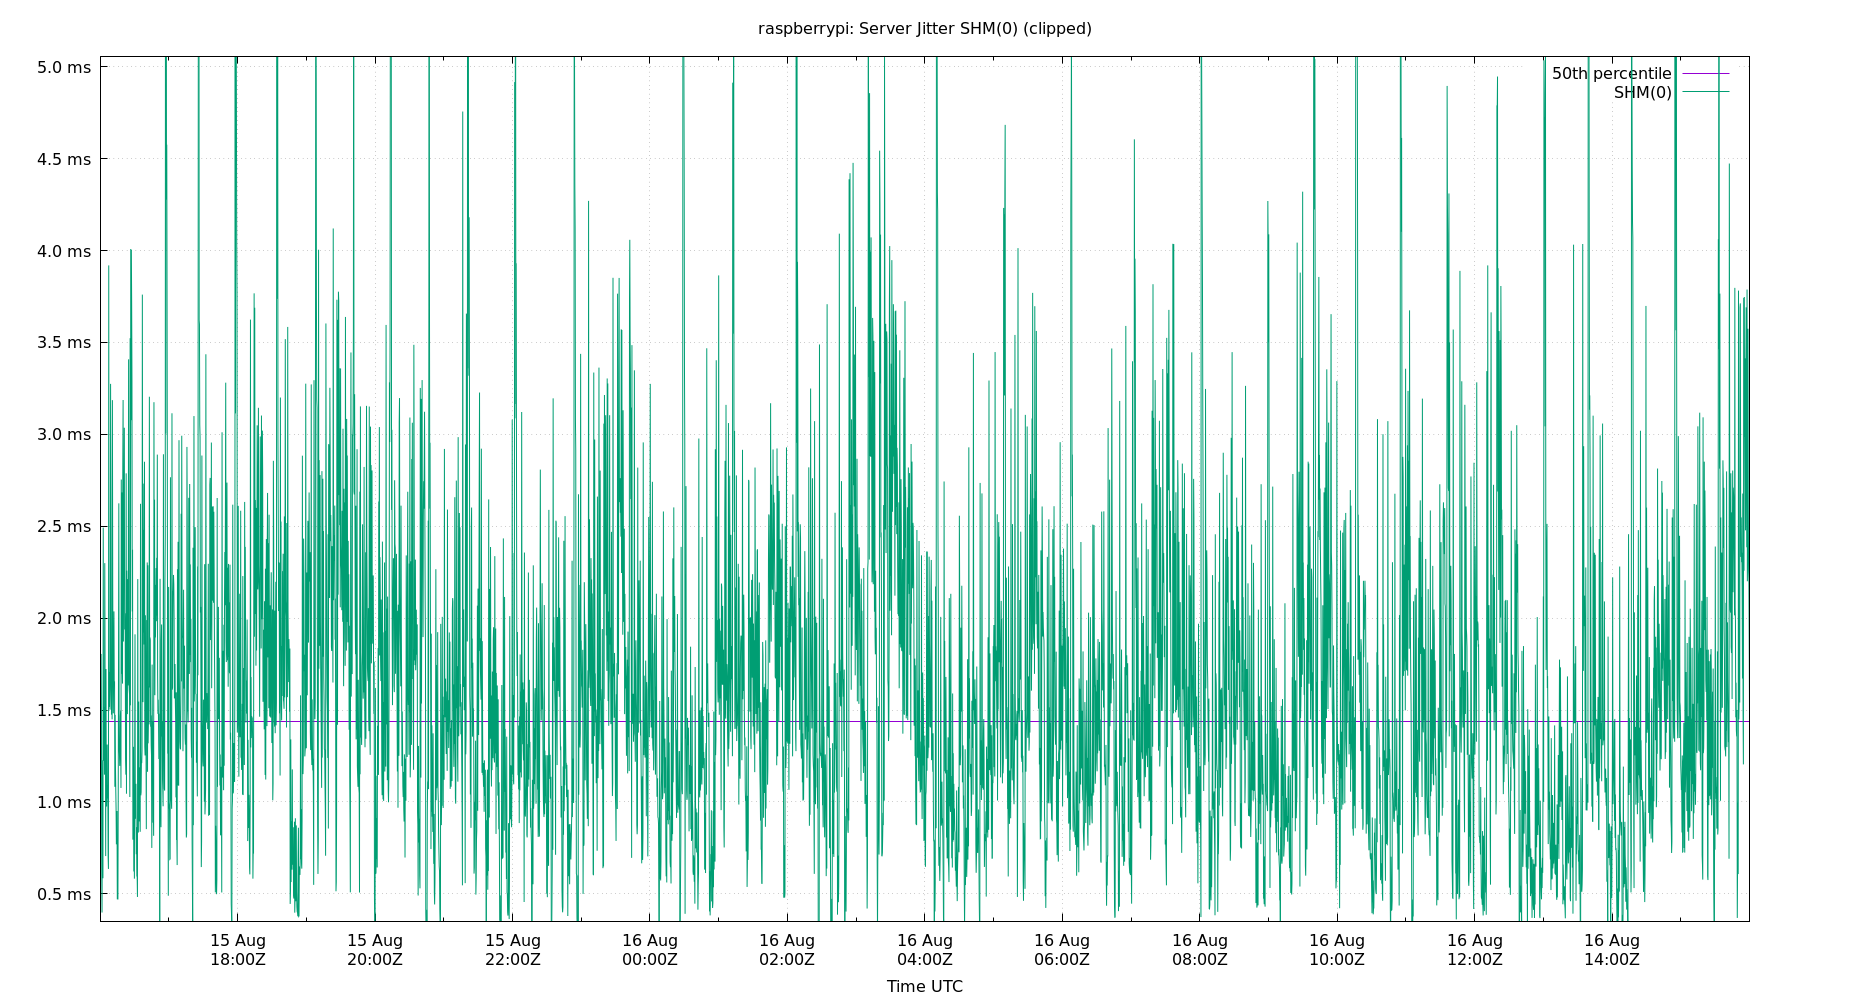 raspberrypi: Server Jitter SHM(0) (clipped)
5.0 ms
4.5 ms
4.0 ms
3.5 ms
3.0 ms
2.5 ms
2.0 ms
1.5 ms
1.0 ms
0.5 ms
50th percentile
SHM(0)
15 Aug 15 Aug 15 Aug 16 Aug 16 Aug 16 Aug 16 Aug 16 Aug 16 Aug 16 Aug 16 Aug
18:00Z 20:00Z 22:00Z 00:00Z 02:00Z 04:00Z 06:00Z 08:00Z 10:00Z 12:00Z 14:00Z
Time UTC